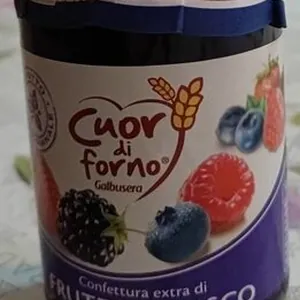 Cuor
di
forno®
Galbusera
Confettura extra di